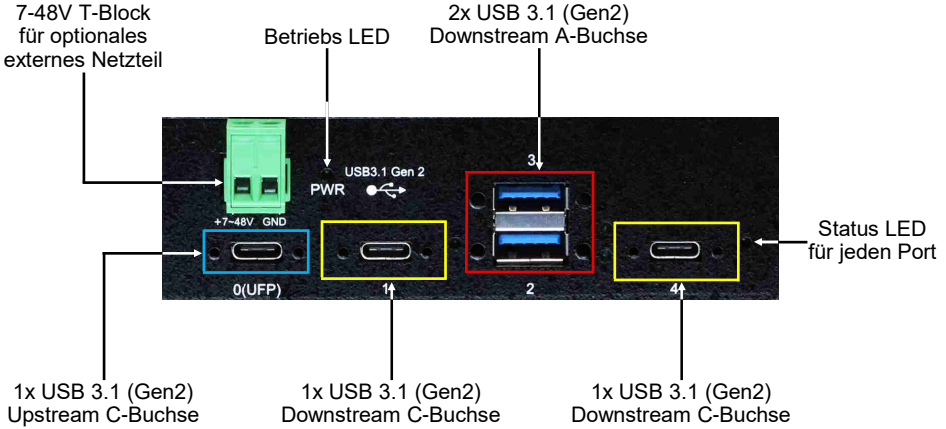 7-48V T-Block
für optionales
externes Netzteil
Betriebs LED
2x USB 3.1 (Gen2)
Downstream A-Buchse
3
USB3.1 Gen 2
PWR
+7~48V GND
0(UFP)
1
2
4
Status LED
für jeden Port
1x USB 3.1 (Gen2)
Upstream C-Buchse
1x USB 3.1 (Gen2)
Downstream C-Buchse
1x USB 3.1 (Gen2)
Downstream C-Buchse